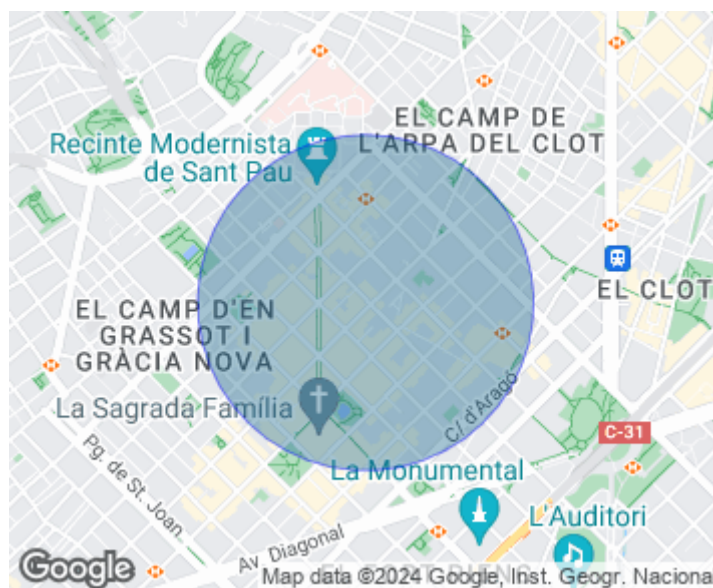 EL CAMP DE
L'ARPA DEL CLOT
Recinte Modernista
de Sant Pau
EL CLOT
EL CAMP D'EN
GRASSOT I
GRÀCIA NOVA
La Sagrada Família
C/ d'Aragó
C-31
Pg. de St. Joan
La Monumental
L'Auditori
Av. Diagonal
Google
Map data ©2024 Google, Inst. Geogr. Naciona